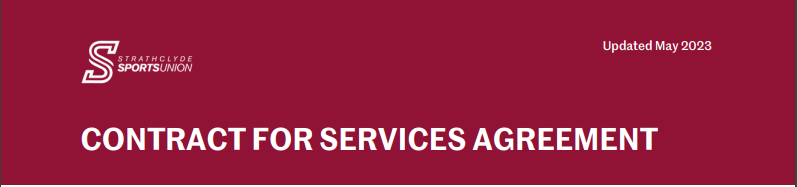 STRATHCLYDE
SPORTSUNION
Updated May 2023
CONTRACT FOR SERVICES AGREEMENT